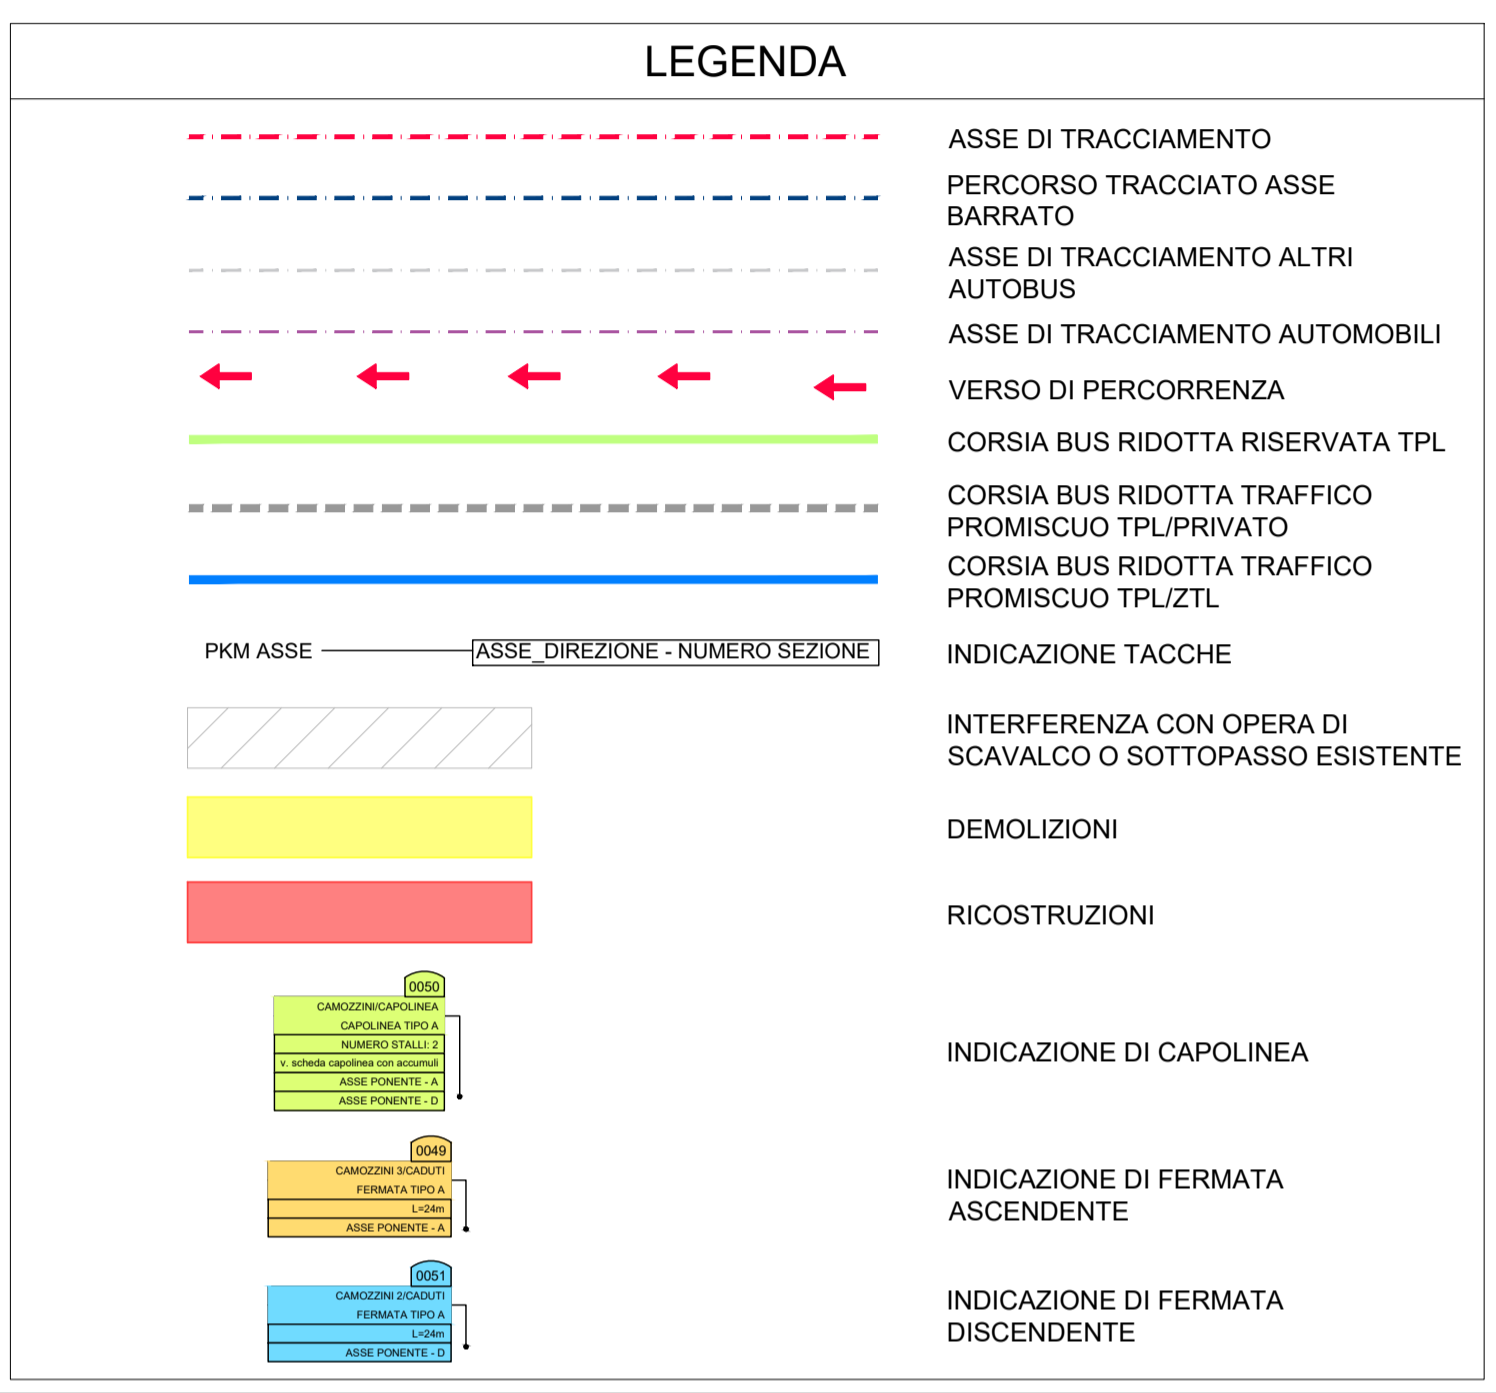 LEGENDA
ASSE DI TRACCIAMENTO
PERCORSO TRACCIATO ASSE
BARRATO
ASSE DI TRACCIAMENTO ALTRI
AUTOBUS
ASSE DI TRACCIAMENTO AUTOMOBILI
VERSO DI PERCORRENZA
CORSIA BUS RIDOTTA RISERVATA TPL
CORSIA BUS RIDOTTA TRAFFICO
PROMISCUO TPL/PRIVATO
CORSIA BUS RIDOTTA TRAFFICO
PROMISCUO TPL/ZTL
PKM ASSE
ASSE_DIREZIONE - NUMERO SEZIONE
INDICAZIONE TACCHE
INTERFERENZA CON OPERA DI
SCAVALCO O SOTTOPASSO ESISTENTE
DEMOLIZIONI
RICOSTRUZIONI
0050
CAMOZZINI/CAPOLINEA
CAPOLINEA TIPO A
NUMERO STALLI: 2
v. scheda capolinea con accumuli
ASSE PONENTE - A
ASSE PONENTE - D
INDICAZIONE DI CAPOLINEA
0049
CAMOZZINI 3/CADUTI
FERMATA TIPO A
L=24m
ASSE PONENTE - A
INDICAZIONE DI FERMATA
ASCENDENTE
0051
CAMOZZINI 2/CADUTI
FERMATA TIPO A
L=24m
ASSE PONENTE - D
INDICAZIONE DI FERMATA
DISCENDENTE